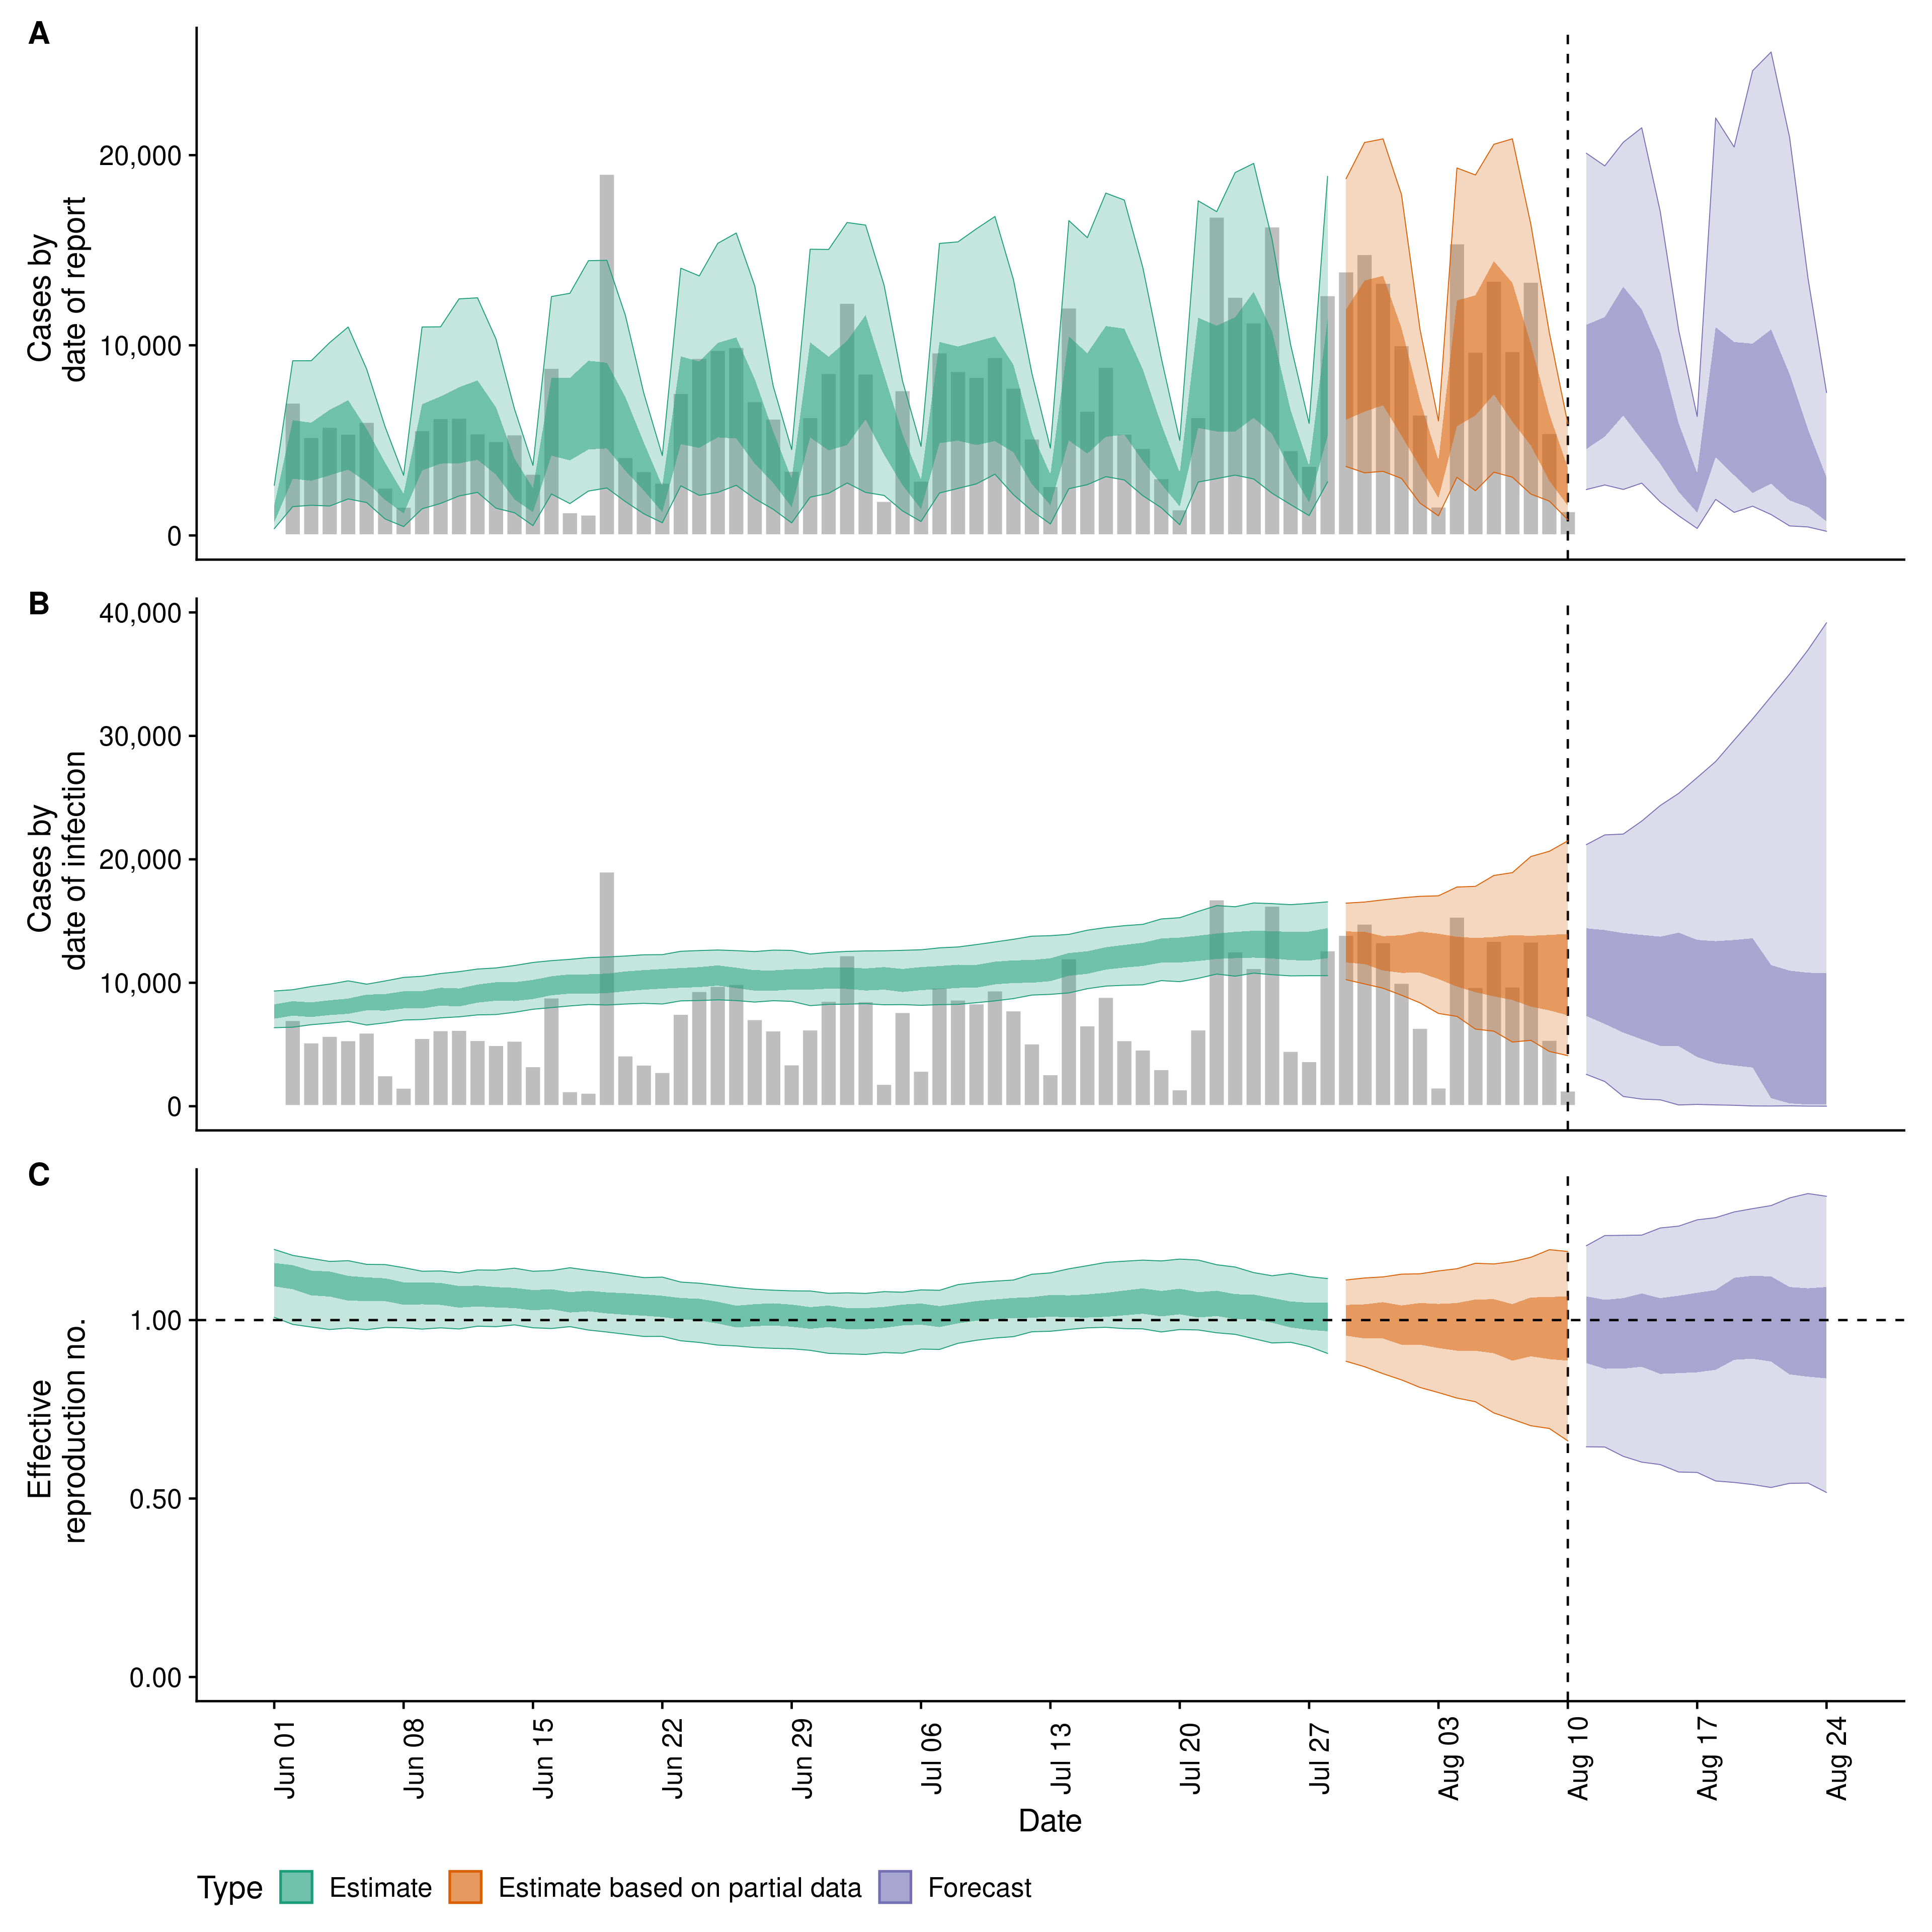 A
Cases by
date of report
20,000
10,000
0
B
Cases by
date of infection
40,000
30,000
20,000
10,000
0
C
Effective
reproduction no.
1.00
0.50
0.00
Jun 01
Jun 08
Jun 15
Jun 22
Jun 29
Jul 06
Jul 13
Jul 20
Jul 27
Aug 03
Aug 10
Aug 17
Aug 24
Date
Type Estimate Estimate based on partial data Forecast